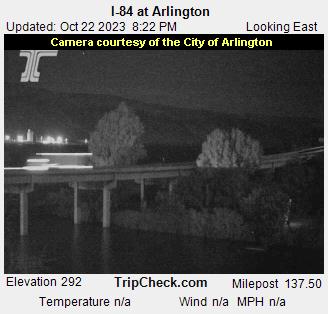 I-84 at Arlington
Updated: Oct 22 2023 8:22 PM Looking East
Camera courtesy of the City of Arlington
Elevation 292 TripCheck.com Milepost 137.50
Temperature n/a Wind n/a MPH n/a